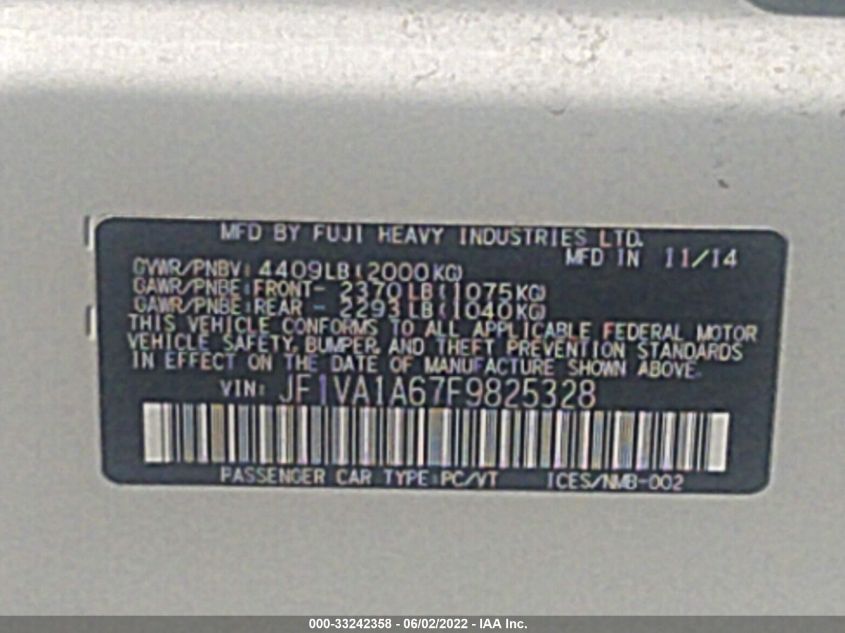 MFD BY FUJI HEAVY INDUSTRIES LTD.
MFD IN 11/14
GVWR/PNBV: 4409LB(2000KG)
GAWR/PNBE:FRONT- 2370LB(1075KG)
GAWR/PNBE:REAR - 2293LB(1040KG)
THIS VEHICLE CONFORMS TO ALL APPLICABLE FEDERAL MOTOR
VEHICLE SAFETY, BUMPER, AND THEFT PREVENTION STANDARDS
IN EFFECT ON THE DATE OF MANUFACTURE SHOWN ABOVE.
VIN: JF1VA1A67F9825328
PASSENGER CAR TYPE:PC/VT ICES/NMB-002
000-33242358 - 06/02/2022 - IAA Inc.